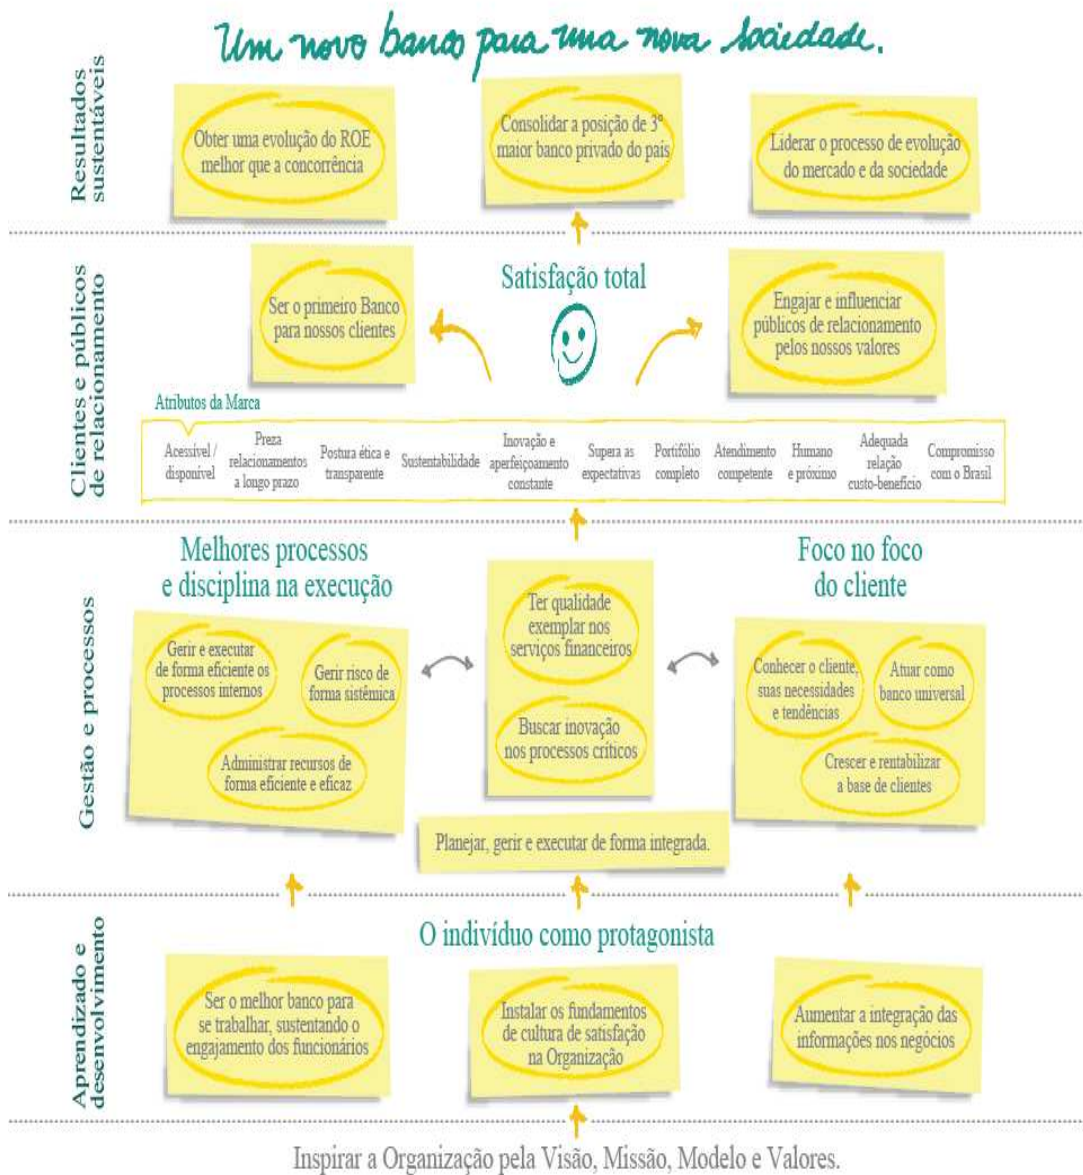 Um novo banco para uma nova sociedade.
Resultados
sustentáveis
Obter uma evolução do ROE
melhor que a concorrência
Consolidar a posição de 3º
maior banco privado do país
Liderar o processo de evolução
do mercado e da sociedade
Clientes e públicos
de relacionamento
Ser o primeiro Banco
para nossos clientes
Satisfação total
Engajar e influenciar
públicos de relacionamento
pelos nossos valores
Atributos da Marca
Acessível /
disponível
Preza
relacionamentos
a longo prazo
Postura ética e
transparente
Sustentabilidade
Inovação e
aperfeiçoamento
constante
Supera as
expectativas
Portifólio
completo
Atendimento
competente
Humano
e próximo
Adequada
relação
custo-benefício
Compromisso
com o Brasil
Gestão e processos
Melhores processos
e disciplina na execução
Gerir e executar
de forma eficiente os
processos internos
Gerir risco de
forma sistêmica
Administrar recursos de
forma eficiente e eficaz
Ter qualidade
exemplar nos
serviços financeiros
Buscar inovação
nos processos críticos
Foco no foco
do cliente
Conhecer o cliente,
suas necessidades
e tendências
Atuar como
banco universal
Crescer e rentabilizar
a base de clientes
Planejar, gerir e executar de forma integrada.
Aprendizado e
desenvolvimento
O indivíduo como protagonista
Ser o melhor banco para
se trabalhar, sustentando o
engajamento dos funcionários
Instalar os fundamentos
de cultura de satisfação
na Organização
Aumentar a integração das
informações nos negócios
Inspirar a Organização pela Visão, Missão, Modelo e Valores.